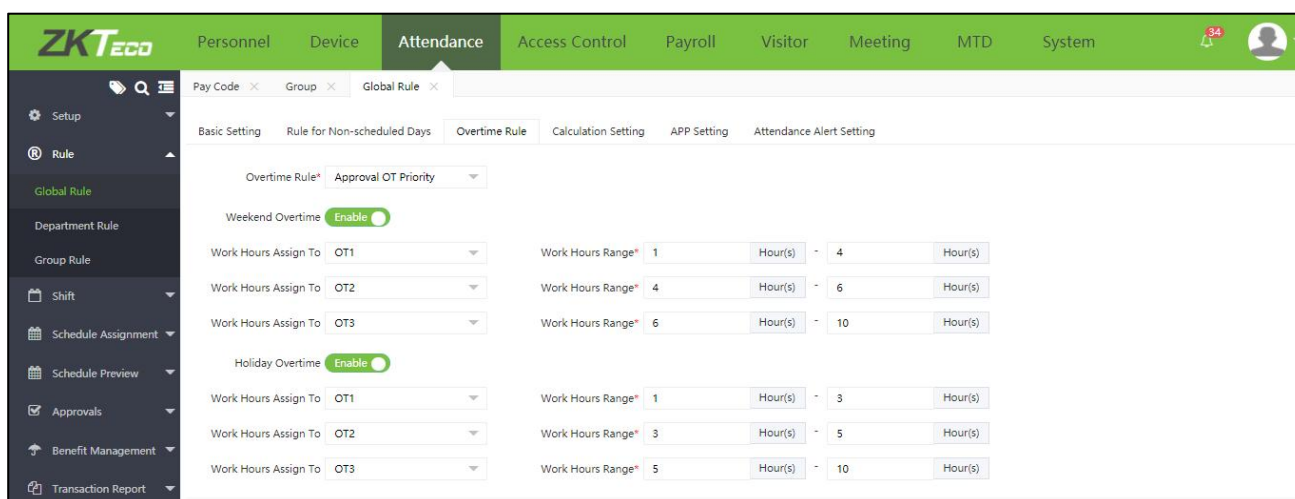 ZKTECO Personnel Device Attendance Access Control Payroll Visitor Meeting MTD System 34
Pay Code Group Global Rule
Setup
Rule
Global Rule
Department Rule
Group Rule
Shift
Schedule Assignment
Schedule Preview
Approvals
Benefit Management
Transaction Report
Basic Setting Rule for Non-scheduled Days Overtime Rule Calculation Setting APP Setting Attendance Alert Setting
Overtime Rule* Approval OT Priority
Weekend Overtime Enable
Work Hours Assign To OT1 Work Hours Range* 1 Hour(s) - 4 Hour(s)
Work Hours Assign To OT2 Work Hours Range* 4 Hour(s) - 6 Hour(s)
Work Hours Assign To OT3 Work Hours Range* 6 Hour(s) - 10 Hour(s)
Holiday Overtime Enable
Work Hours Assign To OT1 Work Hours Range* 1 Hour(s) - 3 Hour(s)
Work Hours Assign To OT2 Work Hours Range* 3 Hour(s) - 5 Hour(s)
Work Hours Assign To OT3 Work Hours Range* 5 Hour(s) - 10 Hour(s)